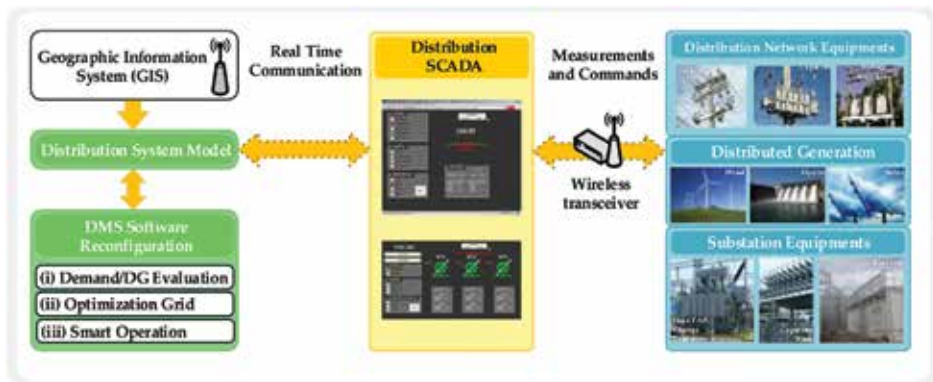 Geographic Information
System (GIS)
Real Time
Communication
Distribution
SCADA
Measurements
and Commands
Distribution Network Equipments
Distribution System Model
Distributed Generation
Wireless
transceiver
DMS Software
Reconfiguration
(i) Demand/DG Evaluation
(ii) Optimization Grid
(iii) Smart Operation
Substation Equipments